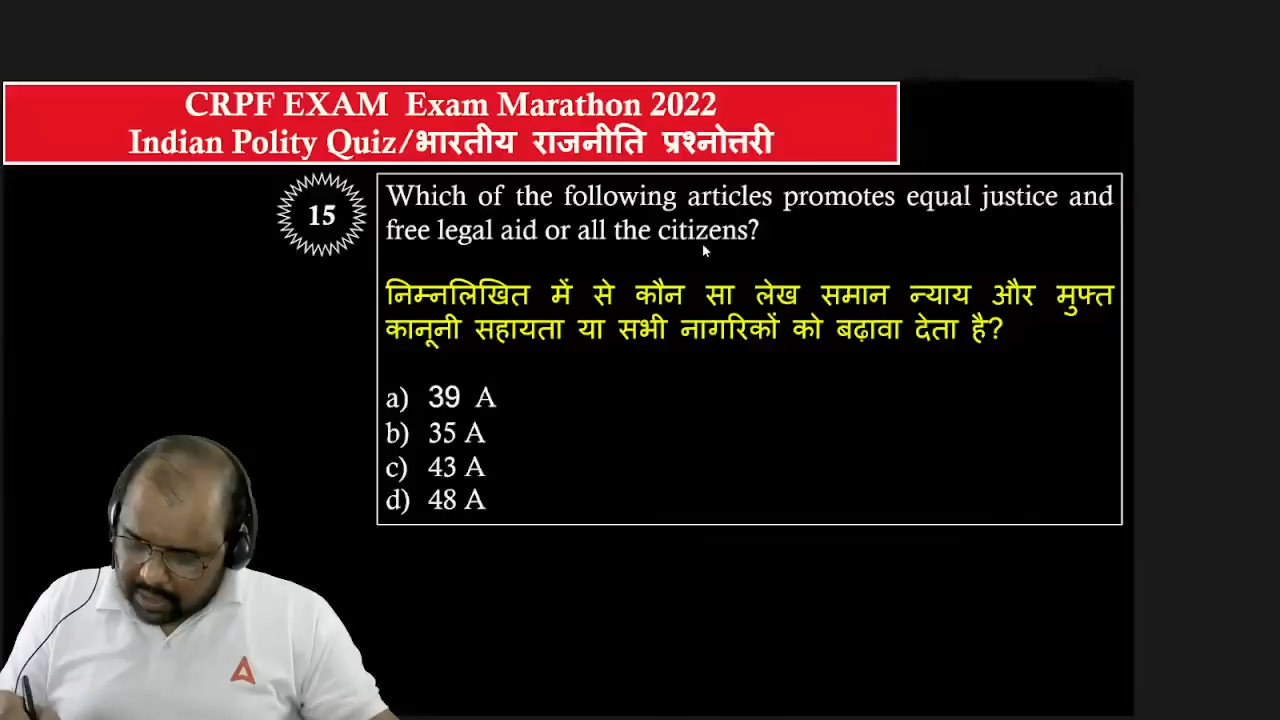 CRPF EXAM Exam Marathon 2022
Indian Polity Quiz/भारतीय राजनीति प्रश्नोत्तरी
15
Which of the following articles promotes equal justice and
free legal aid or all the citizens?
निम्नलिखित में से कौन सा लेख समान न्याय और मुफ्त
कानूनी सहायता या सभी नागरिकों को बढ़ावा देता है?
a) 39 A
b) 35 A
c) 43 A
d) 48 A